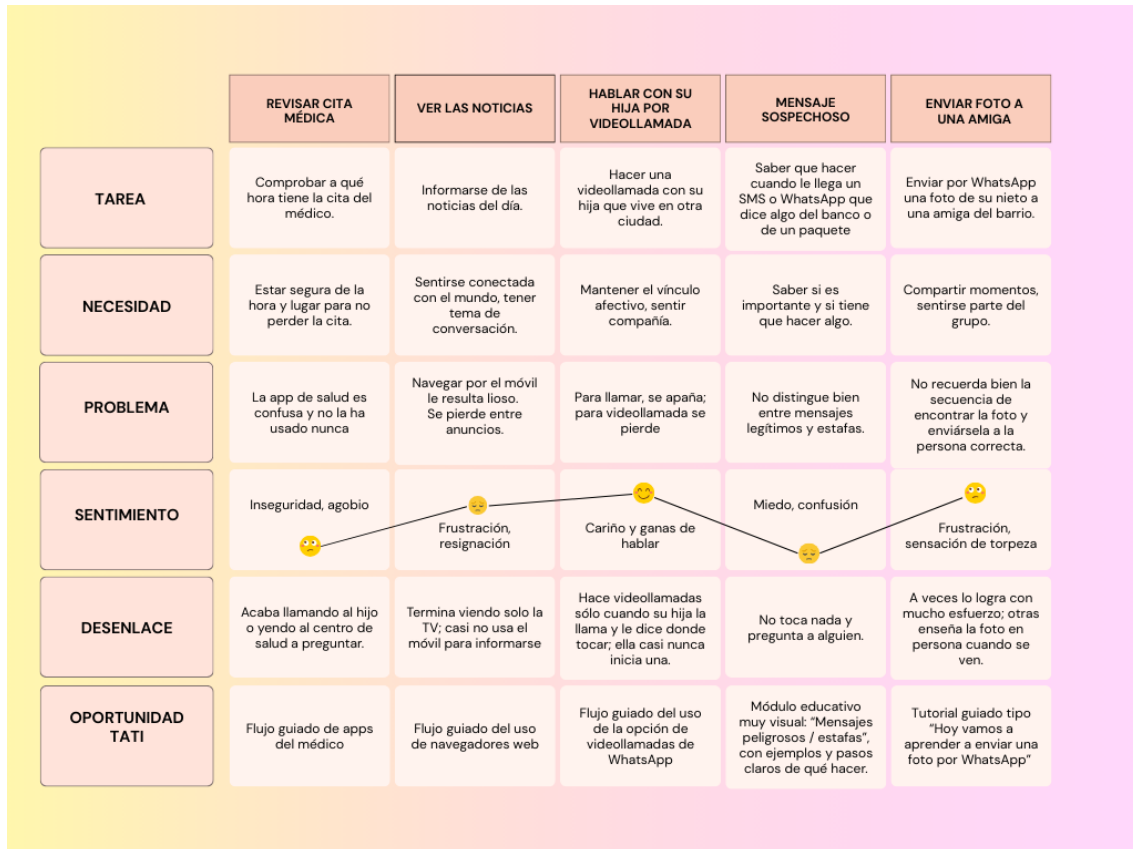 REVISAR CITA
MÉDICA
VER LAS NOTICIAS
HABLAR CON SU
HIJA POR
VIDEOLLAMADA
MENSAJE
SOSPECHOSO
ENVIAR FOTO A
UNA AMIGA
TAREA
Comprobar a qué
hora tiene la cita del
médico.
Informarse de las
noticias del día.
Hacer una
videollamada con su
hija que vive en otra
ciudad.
Saber que hacer
cuando le llega un
SMS o WhatsApp que
dice algo del banco o
de un paquete
Enviar por WhatsApp
una foto de su nieto a
una amiga del barrio.
NECESIDAD
Estar segura de la
hora y lugar para no
perder la cita.
Sentirse conectada
con el mundo, tener
tema de
conversación.
Mantener el vínculo
afectivo, sentir
compañía.
Saber si es
importante y si tiene
que hacer algo.
Compartir momentos,
sentirse parte del
grupo.
PROBLEMA
La app de salud es
confusa y no la ha
usado nunca
Navegar por el móvil
le resulta lioso.
Se pierde entre
anuncios.
Para llamar, se apaña;
para videollamada se
pierde
No distingue bien
entre mensajes
legítimos y estafas.
No recuerda bien la
secuencia de
encontrar la foto y
enviársela a la
persona correcta.
SENTIMIENTO
Inseguridad, agobio
Frustración,
resignación
Cariño y ganas de
hablar
Miedo, confusión
Frustración,
sensación de torpeza
DESENLACE
Acaba llamando al hijo
o yendo al centro de
salud a preguntar.
Termina viendo solo la
TV; casi no usa el
móvil para informarse
Hace videollamadas
sólo cuando su hija la
llama y le dice donde
tocar; ella casi nunca
inicia una.
No toca nada y
pregunta a alguien.
A veces lo logra con
mucho esfuerzo; otras
enseña la foto en
persona cuando se
ven.
OPORTUNIDAD
TATI
Flujo guiado de apps
del médico
Flujo guiado del uso
de navegadores web
Flujo guiado del uso
de la opción de
videollamadas de
WhatsApp
Módulo educativo
muy visual: “Mensajes
peligrosos / estafas”,
con ejemplos y pasos
claros de qué hacer.
Tutorial guiado tipo
“Hoy vamos a
aprender a enviar una
foto por WhatsApp”